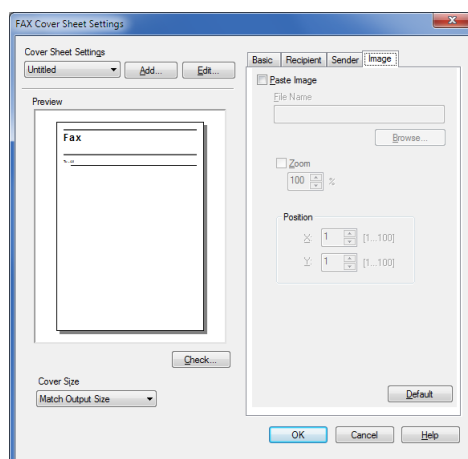 FAX Cover Sheet Settings
Cover Sheet Settings
Untitled
Add...
Edit...
Preview
Fax
Check...
Cover Size
Match Output Size
Basic
Recipient
Sender
Image
Paste Image
File Name
Browse...
Zoom
100 %
Position
X: 1 [1...100]
Y: 1 [1...100]
Default
OK
Cancel
Help